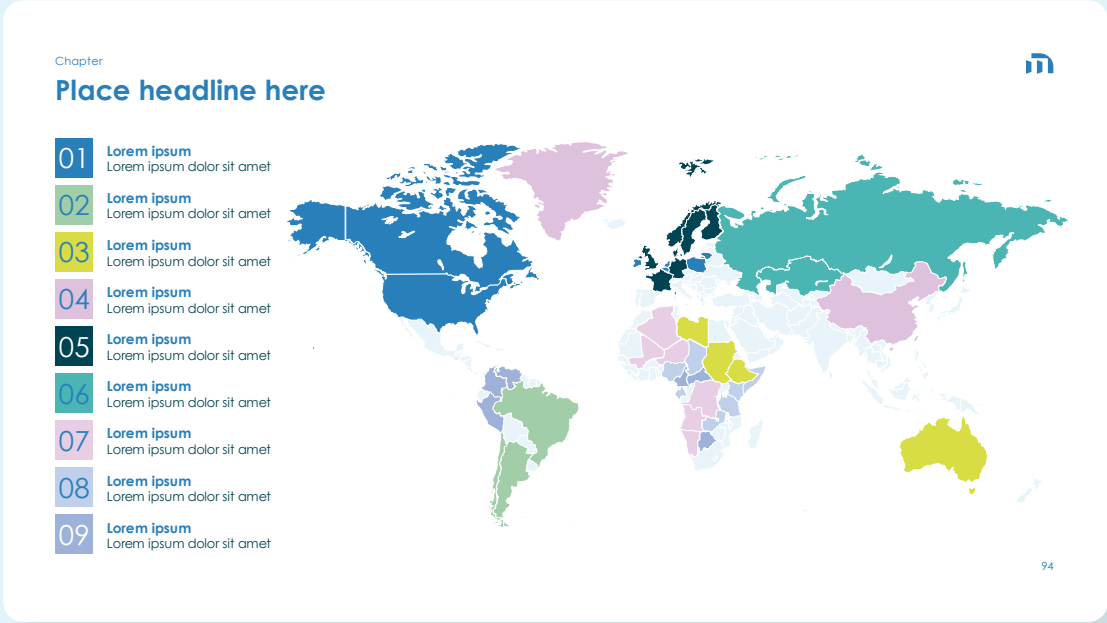 Chapter
Place headline here
01
Lorem ipsum
Lorem ipsum dolor sit amet
02
Lorem ipsum
Lorem ipsum dolor sit amet
03
Lorem ipsum
Lorem ipsum dolor sit amet
04
Lorem ipsum
Lorem ipsum dolor sit amet
05
Lorem ipsum
Lorem ipsum dolor sit amet
06
Lorem ipsum
Lorem ipsum dolor sit amet
07
Lorem ipsum
Lorem ipsum dolor sit amet
08
Lorem ipsum
Lorem ipsum dolor sit amet
09
Lorem ipsum
Lorem ipsum dolor sit amet
94